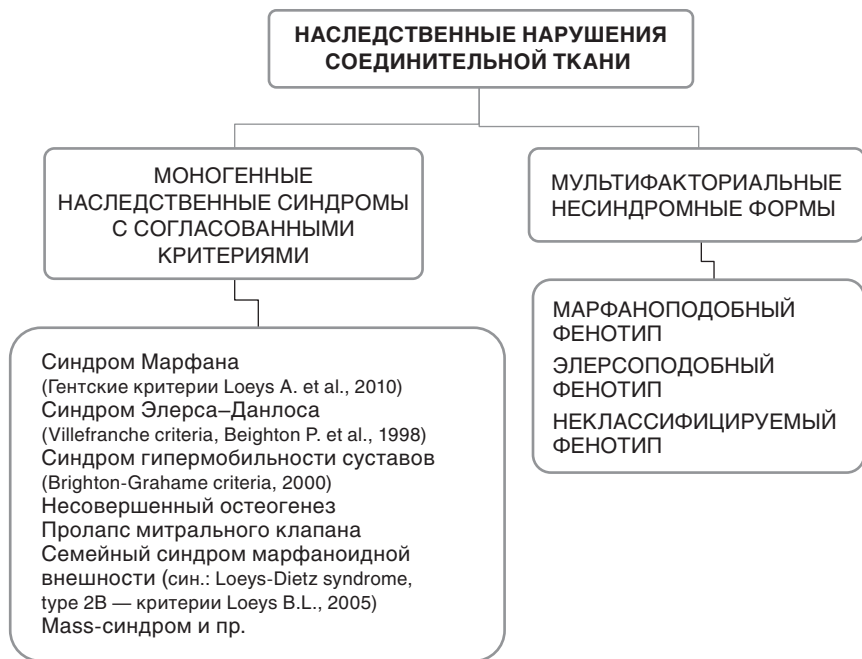 НАСЛЕДСТВЕННЫЕ НАРУШЕНИЯ
СОЕДИНИТЕЛЬНОЙ ТКАНИ
МОНОГЕННЫЕ
НАСЛЕДСТВЕННЫЕ СИНДРОМЫ
С СОГЛАСОВАННЫМИ
КРИТЕРИЯМИ
Синдром Марфана
(Гентские критерии Loeys A. et al., 2010)
Синдром Элерса–Данлоса
(Villefranche criteria, Beighton P. et al., 1998)
Синдром гипермобильности суставов
(Brighton-Grahame criteria, 2000)
Несовершенный остеогенез
Пролапс митрального клапана
Семейный синдром марфаноидной
внешности (син.: Loeys-Dietz syndrome,
type 2B — критерии Loeys B.L., 2005)
Mass-синдром и пр.
МУЛЬТИФАКТОРИАЛЬНЫЕ
НЕСИНДРОМНЫЕ ФОРМЫ
МАРФАНОПОДОБНЫЙ
ФЕНОТИП
ЭЛЕРСОПОДОБНЫЙ
ФЕНОТИП
НЕКЛАССИФИЦИРУЕМЫЙ
ФЕНОТИП